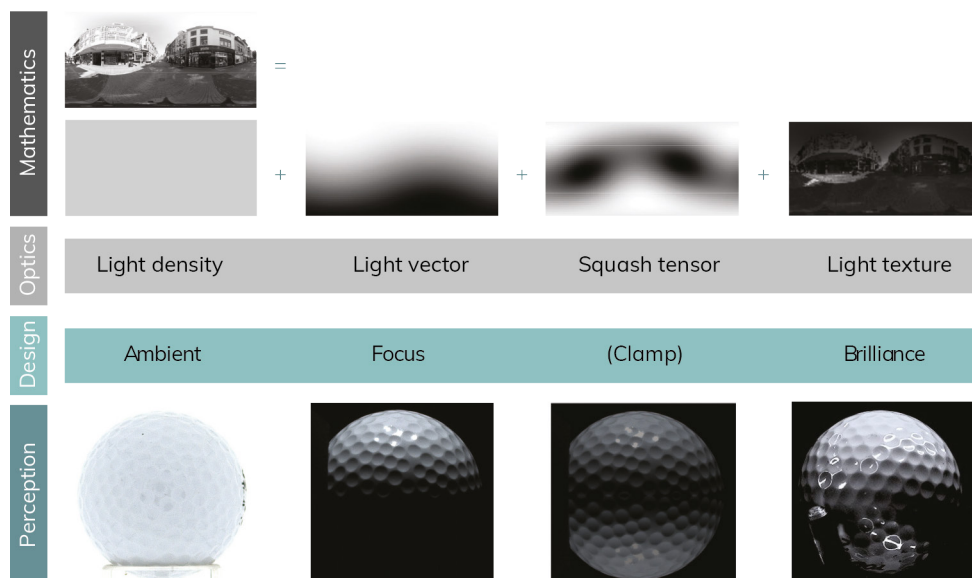 Mathematics
=
+
+
+
Optics
Light density
Light vector
Squash tensor
Light texture
Design
Ambient
Focus
(Clamp)
Brilliance
Perception